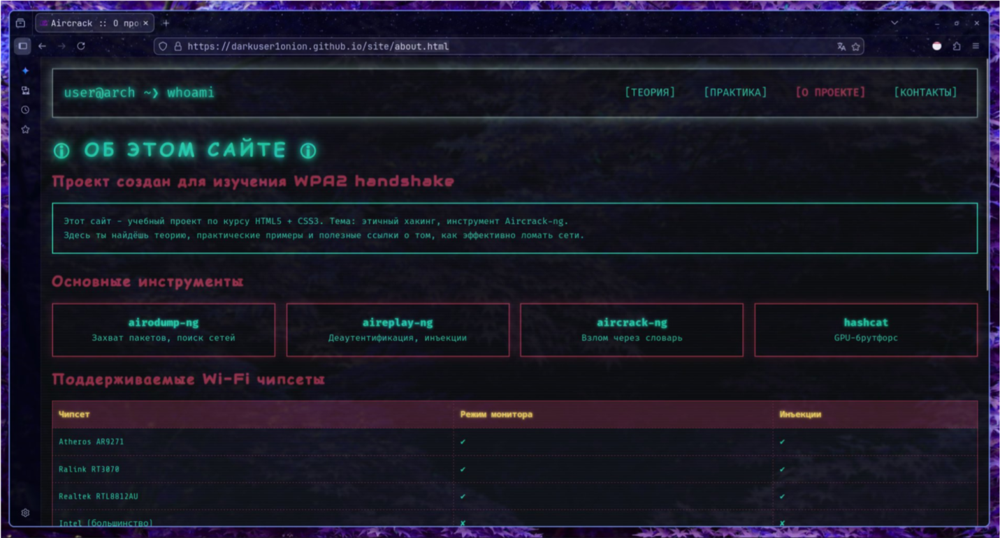 Aircrack :: О про
https://darkuser1onion.github.io/site/about.html
user@arch ~❯ whoami
[ТЕОРИЯ] [ПРАКТИКА] [О ПРОЕКТЕ] [КОНТАКТЫ]
ОБ ЭТОМ САЙТЕ
Проект создан для изучения WPA2 handshake
Этот сайт - учебный проект по курсу HTML5 + CSS3. Тема: этичный хакинг, инструмент Aircrack-ng.
Здесь ты найдёшь теорию, практические примеры и полезные ссылки о том, как эффективно ломать сети.
Основные инструменты
airodump-ng
Захват пакетов, поиск сетей
aireplay-ng
Деаутентификация, инъекции
aircrack-ng
Взлом через словарь
hashcat
GPU-брутфорс
Поддерживаемые Wi-Fi чипсеты
Чипсет Режим монитора Инъекции
Atheros AR9271 ✔ ✔
Ralink RT3070 ✔ ✔
Realtek RTL8812AU ✔ ✔
Intel (большинство) ✘ ✘